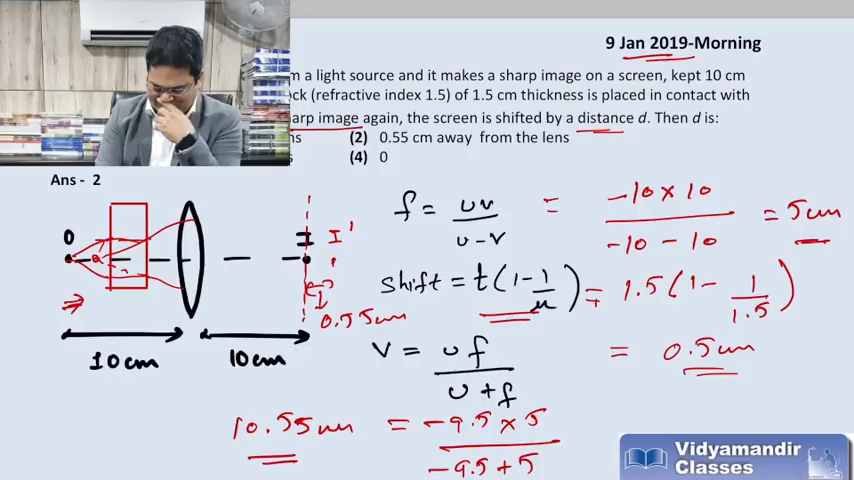 9 Jan 2019-Morning
m a light source and it makes a sharp image on a screen, kept 10 cm
ck (refractive index 1.5) of 1.5 cm thickness is placed in contact with
arp image again, the screen is shifted by a distance d. Then d is:
ns (2) 0.55 cm away from the lens
(4) 0
Ans - 2
f = uv / u - v = -10 x 10 / -10 - 10 = 5cm
O
I I'
shift = t(1 - 1/μ) = 1.5(1 - 1/1.5)
0.55cm
= 0.5cm
10cm
10cm
v = uf / u + f
10.55cm = -9.5 x 5 / -9.5 + 5
Vidyamandir
Classes